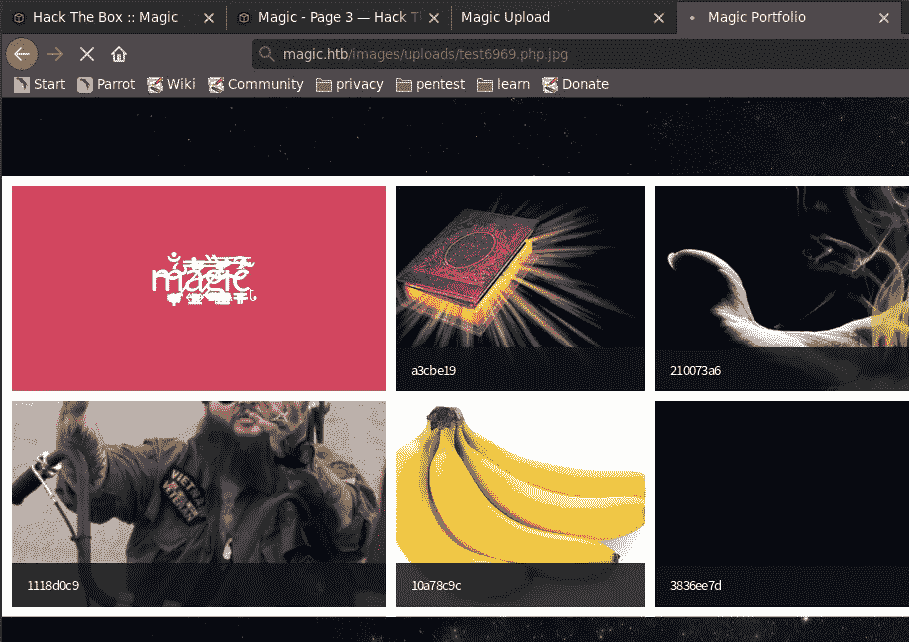 Hack The Box :: Magic
Magic - Page 3 — Hack T
Magic Upload
Magic Portfolio
magic.htb/images/uploads/test6969.php.jpg
Start Parrot Wiki Community privacy pentest learn Donate
magic
a3cbe19
210073a6
1118d0c9
10a78c9c
3836ee7d